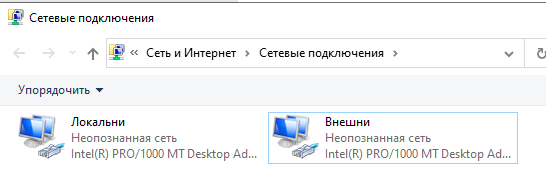 Сетевые подключения
« Сеть и Интернет › Сетевые подключения ›
Упорядочить
Локальни
Неопознанная сеть
Intel(R) PRO/1000 MT Desktop Ad...
Внешни
Неопознанная сеть
Intel(R) PRO/1000 MT Desktop Ad...